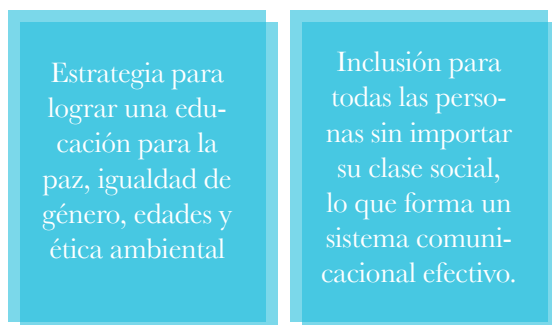 Estrategia para
lograr una edu-
cación para la
paz, igualdad de
género, edades y
ética ambiental
Inclusión para
todas las perso-
nas sin importar
su clase social,
lo que forma un
sistema comuni-
cacional efectivo.